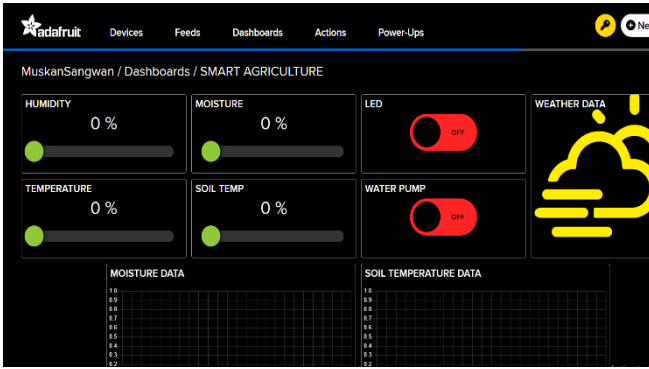 adafruit Devices Feeds Dashboards Actions Power-Ups Ne
MuskanSangwan / Dashboards / SMART AGRICULTURE
HUMIDITY MOISTURE LED WEATHER DATA
0 % 0 % OFF
TEMPERATURE SOIL TEMP WATER PUMP
0 % 0 % OFF
MOISTURE DATA SOIL TEMPERATURE DATA
1.0 1.0
0.9 0.9
0.8 0.8
0.7 0.7
0.6 0.6
0.5 0.5
0.4 0.4
0.3 0.3
0.2 0.2